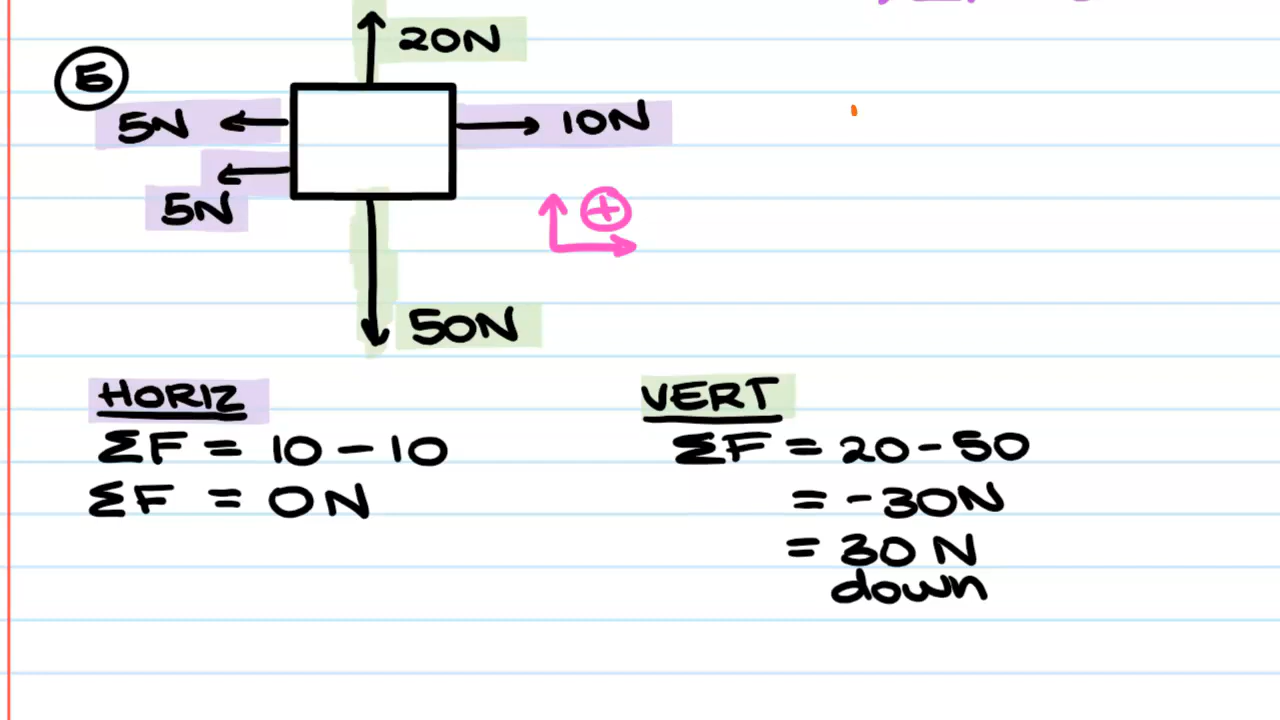 20N
5
5N
10N
5N
+
50N
HORIZ
ΣF = 10 - 10
ΣF = 0N
VERT
ΣF = 20 - 50
= -30N
= 30 N
down